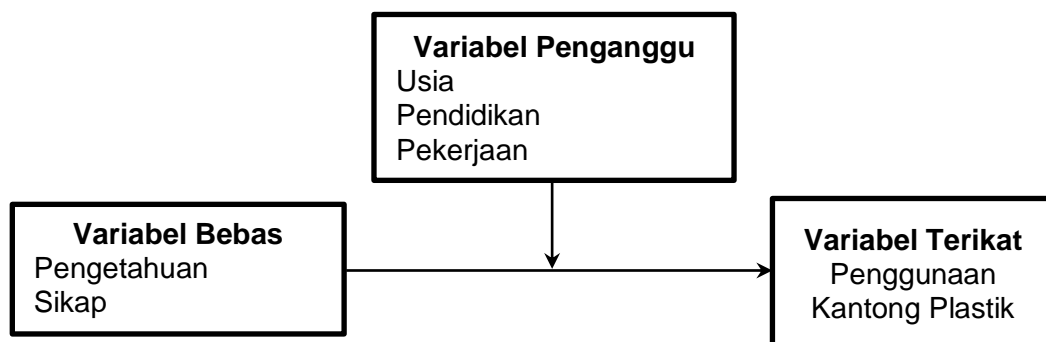 Variabel Penganggu
Usia
Pendidikan
Pekerjaan
Variabel Bebas
Pengetahuan
Sikap
Variabel Terikat
Penggunaan
Kantong Plastik